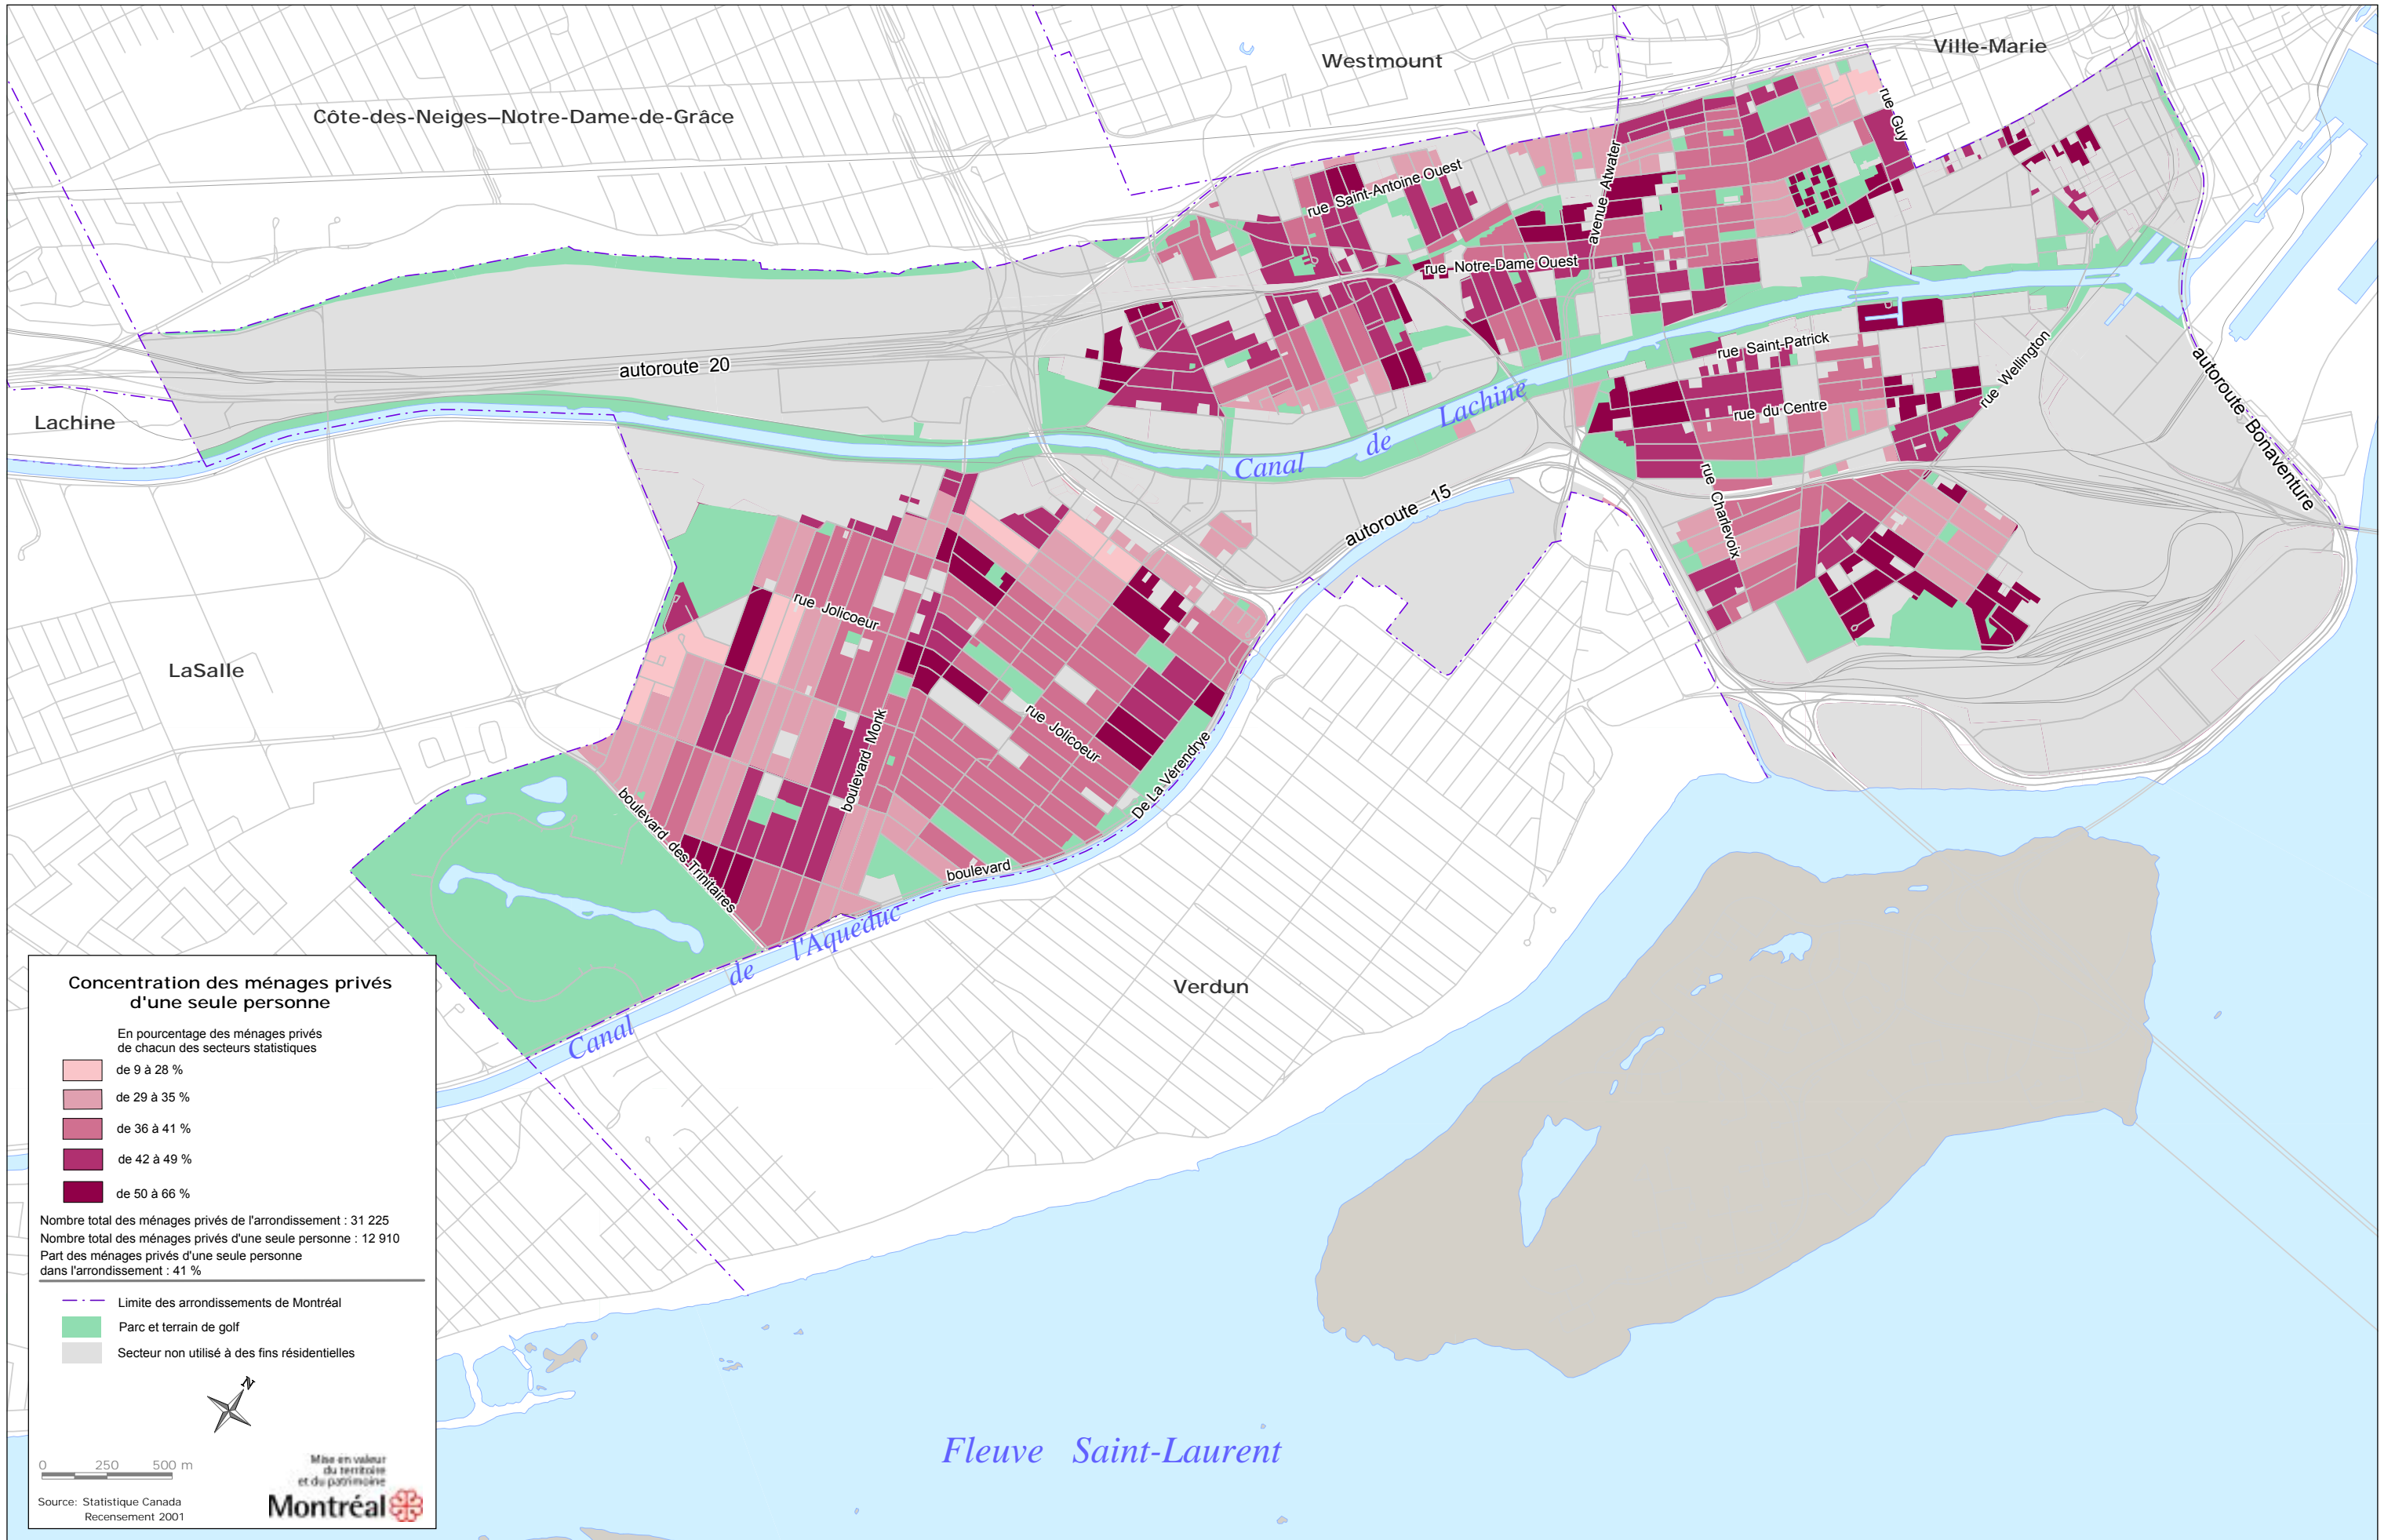 Westmount
Ville-Marie
Côte-des-Neiges–Notre-Dame-de-Grâce
rue Guy
rue Saint-Antoine Ouest
avenue Atwater
rue Notre-Dame Ouest
autoroute 20
rue Saint-Patrick
rue Wellington
autoroute Bonaventure
Lachine
Canal de Lachine
rue du Centre
rue Charlevoix
autoroute 15
rue Jolicoeur
LaSalle
boulevard Monk
rue Jolicoeur
De La Vérendrye
boulevard des Trinitaires
boulevard
Canal de l'Aqueduc
Verdun
Fleuve Saint-Laurent
Concentration des ménages privés
d'une seule personne
En pourcentage des ménages privés
de chacun des secteurs statistiques
de 9 à 28 %
de 29 à 35 %
de 36 à 41 %
de 42 à 49 %
de 50 à 66 %
Nombre total des ménages privés de l'arrondissement : 31 225
Nombre total des ménages privés d'une seule personne : 12 910
Part des ménages privés d'une seule personne
dans l'arrondissement : 41 %
Limite des arrondissements de Montréal
Parc et terrain de golf
Secteur non utilisé à des fins résidentielles
N
0 250 500 m
Mise en valeur
du territoire
et du patrimoine
Montréal
Source: Statistique Canada
Recensement 2001